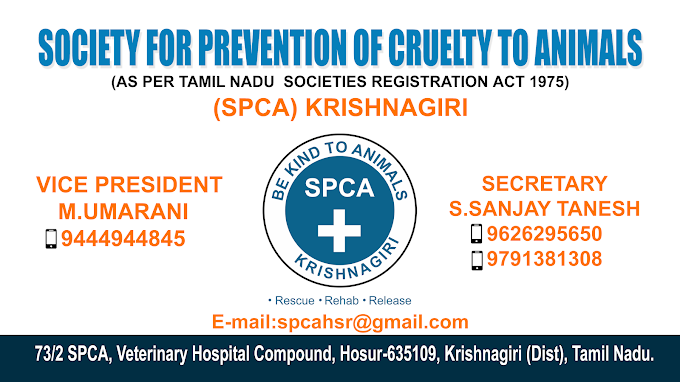 SOCIETY FOR PREVENTION OF CRUELTY TO ANIMALS
(AS PER TAMIL NADU SOCIETIES REGISTRATION ACT 1975)
(SPCA) KRISHNAGIRI
VICE PRESIDENT
M.UMARANI
9444944845
BE KIND TO ANIMALS
SPCA
KRISHNAGIRI
SECRETARY
S.SANJAY TANESH
9626295650
9791381308
• Rescue • Rehab • Release
E-mail:spcahsr@gmail.com
73/2 SPCA, Veterinary Hospital Compound, Hosur-635109, Krishnagiri (Dist), Tamil Nadu.